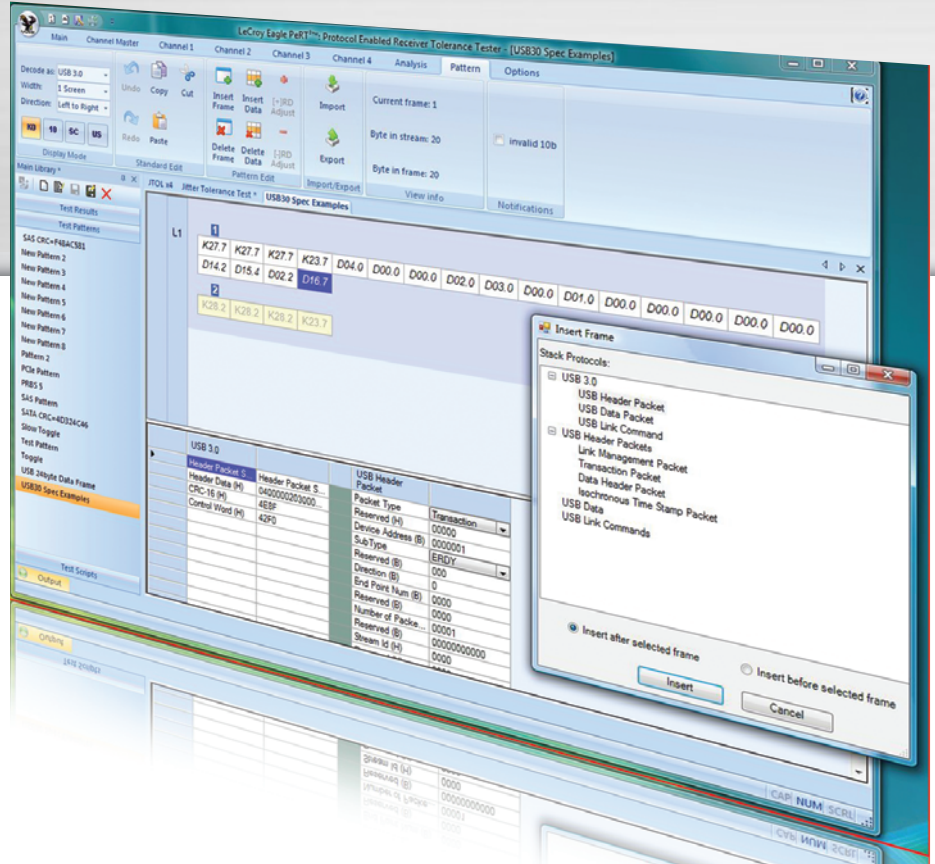 LeCroy Eagle PeRT³™: Protocol Enabled Receiver Tolerance Tester - [USB30 Spec Examples]
Main Channel Master Channel 1 Channel 2 Channel 3 Channel 4 Analysis Pattern Options
Decode as: USB 3.0
Width: 1 Screen
Direction: Left to Right
KD 10 SC US
Display Mode
Undo Copy Cut
Redo Paste
Standard Edit
Insert Frame Insert Data [+]RD Adjust
Delete Frame Delete Data [-]RD Adjust
Pattern Edit
Import
Export
Import/Export
Current frame: 1
Byte in stream: 20
Byte in frame: 20
View info
invalid 10b
Notifications
Main Library *
Test Results
Test Patterns
SAS CRC=F4BAC581
New Pattern 2
New Pattern 3
New Pattern 4
New Pattern 5
New Pattern 6
New Pattern 7
New Pattern 8
Pattern 2
PCIe Pattern
PRBS 5
SAS Pattern
SATA CRC=4D324C46
Slow Toggle
Test Pattern
Toggle
USB 24byte Data Frame
USB30 Spec Examples
Test Scripts
Output
JTOL x4 Jitter Tolerance Test * USB30 Spec Examples
L1
1
K27.7 K27.7 K27.7 K23.7 D04.0 D00.0 D00.0 D02.0 D03.0 D00.0 D01.0 D00.0 D00.0 D00.0 D00.0 D00.0
D14.2 D15.4 D02.2 D16.7
2
K28.2 K28.2 K28.2 K23.7
USB 3.0
Header Packet S... Header Packet S...
Header Data (H) 0400000203000...
CRC-16 (H) 4E8F
Control Word (H) 42F0
USB Header Packet
Packet Type Transaction
Reserved (H) 00000
Device Address (B) 0000001
SubType ERDY
Reserved (B) 000
Direction (B) 0
End Point Num (B) 0000
Reserved (B) 0000
Number of Packe... 00001
Reserved (B) 00000000000
Stream Id (H) 0000
Insert Frame
Stack Protocols:
USB 3.0
USB Header Packet
USB Data Packet
USB Link Command
USB Header Packets
Link Management Packet
Transaction Packet
Data Header Packet
Isochronous Time Stamp Packet
USB Data
USB Link Commands
Insert after selected frame
Insert before selected frame
Insert
Cancel
CAP NUM SCRL